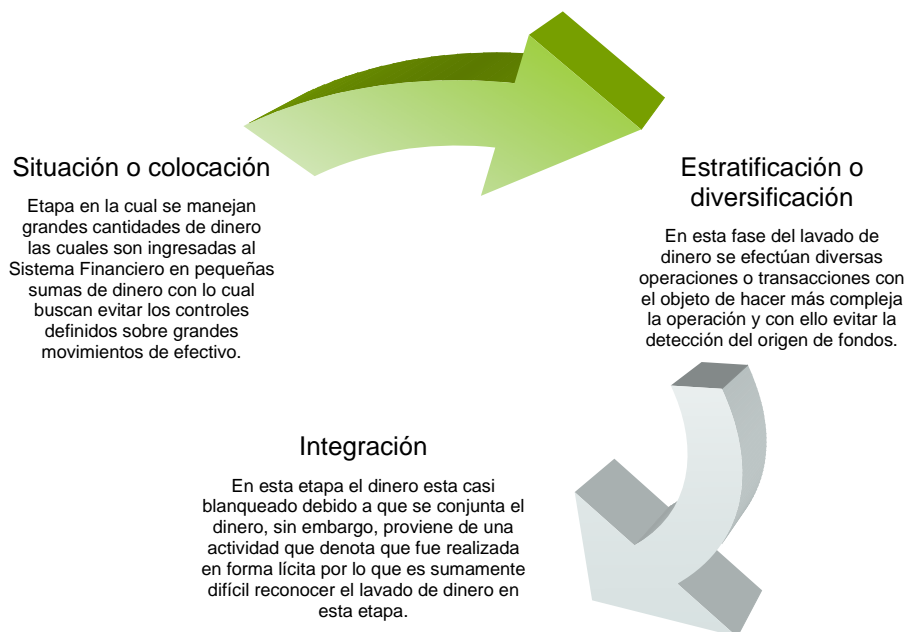 Situación o colocación
Etapa en la cual se manejan
grandes cantidades de dinero
las cuales son ingresadas al
Sistema Financiero en pequeñas
sumas de dinero con lo cual
buscan evitar los controles
definidos sobre grandes
movimientos de efectivo.
Estratificación o
diversificación
En esta fase del lavado de
dinero se efectúan diversas
operaciones o transacciones con
el objeto de hacer más compleja
la operación y con ello evitar la
detección del origen de fondos.
Integración
En esta etapa el dinero esta casi
blanqueado debido a que se conjunta el
dinero, sin embargo, proviene de una
actividad que denota que fue realizada
en forma lícita por lo que es sumamente
difícil reconocer el lavado de dinero en
esta etapa.